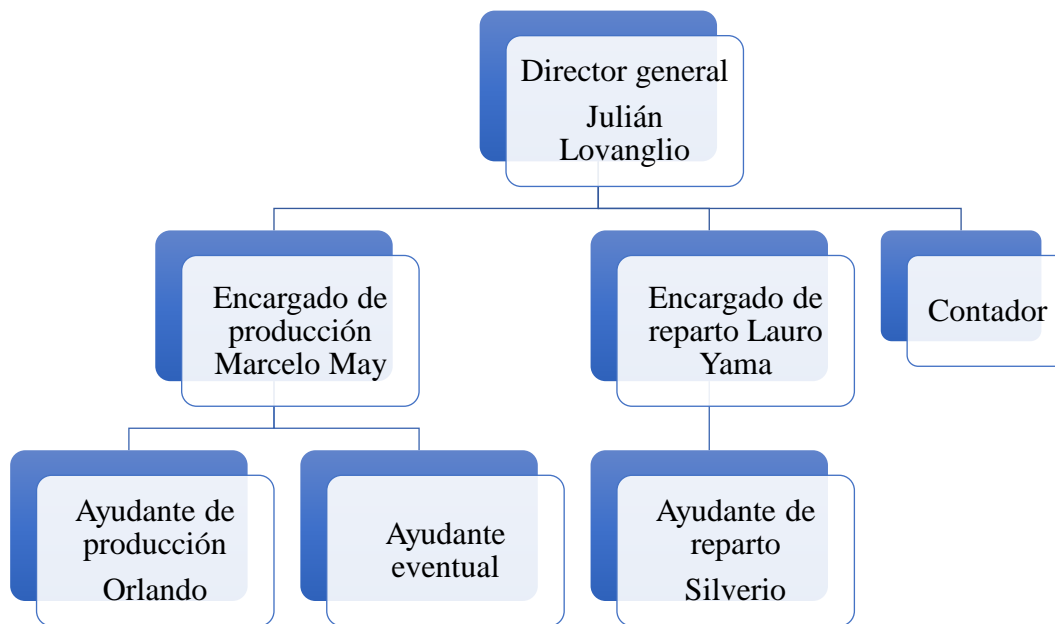 Director general
Julián
Lovanglio
Encargado de
producción
Marcelo May
Encargado de
reparto Lauro
Yama
Contador
Ayudante de
producción
Orlando
Ayudante
eventual
Ayudante de
reparto
Silverio